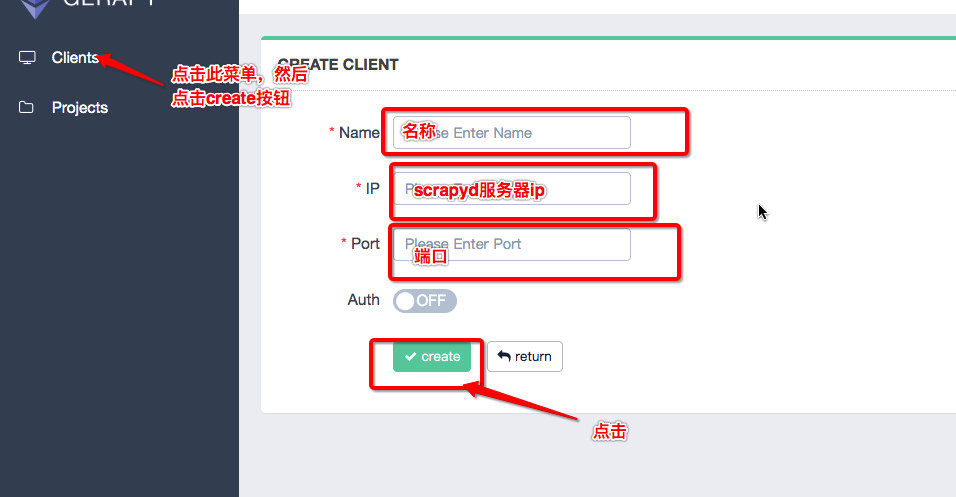 GERAPY
Clients
点击此菜单，然后
点击create按钮
Projects
CREATE CLIENT
* Name
名称
Please Enter Name
* IP
scrapyd服务器ip
* Port
Please Enter Port
端口
Auth
OFF
create
return
点击